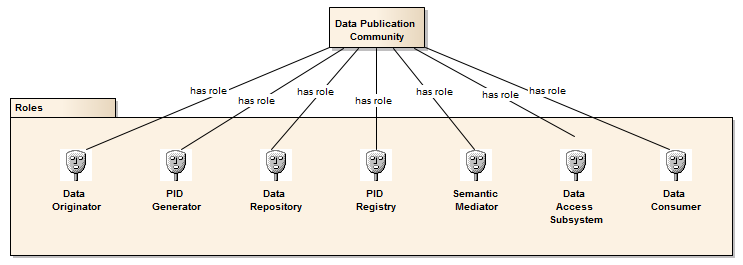 Data Publication
Community
has role
has role
has role
has role
has role
has role
has role
Roles
Data
Originator
PID
Generator
Data
Repository
PID
Registry
Semantic
Mediator
Data
Access
Subsystem
Data
Consumer